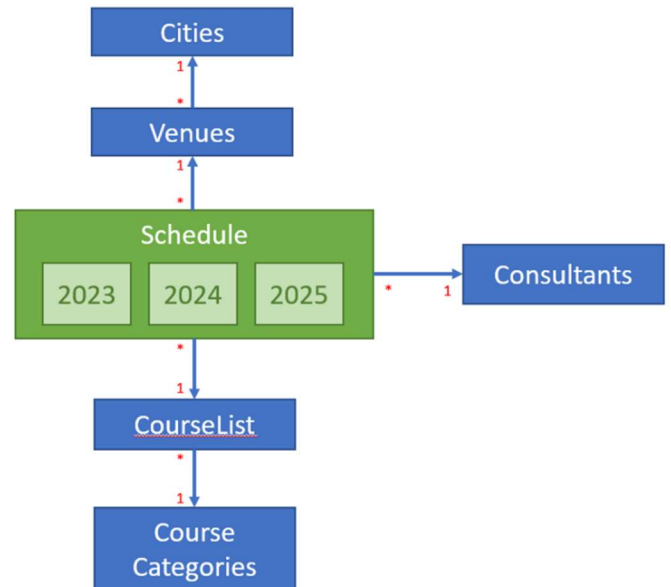 Cities
1
*
Venues
1
*
Schedule
2023 2024 2025
* 1
Consultants
*
1
CourseList
*
1
Course
Categories